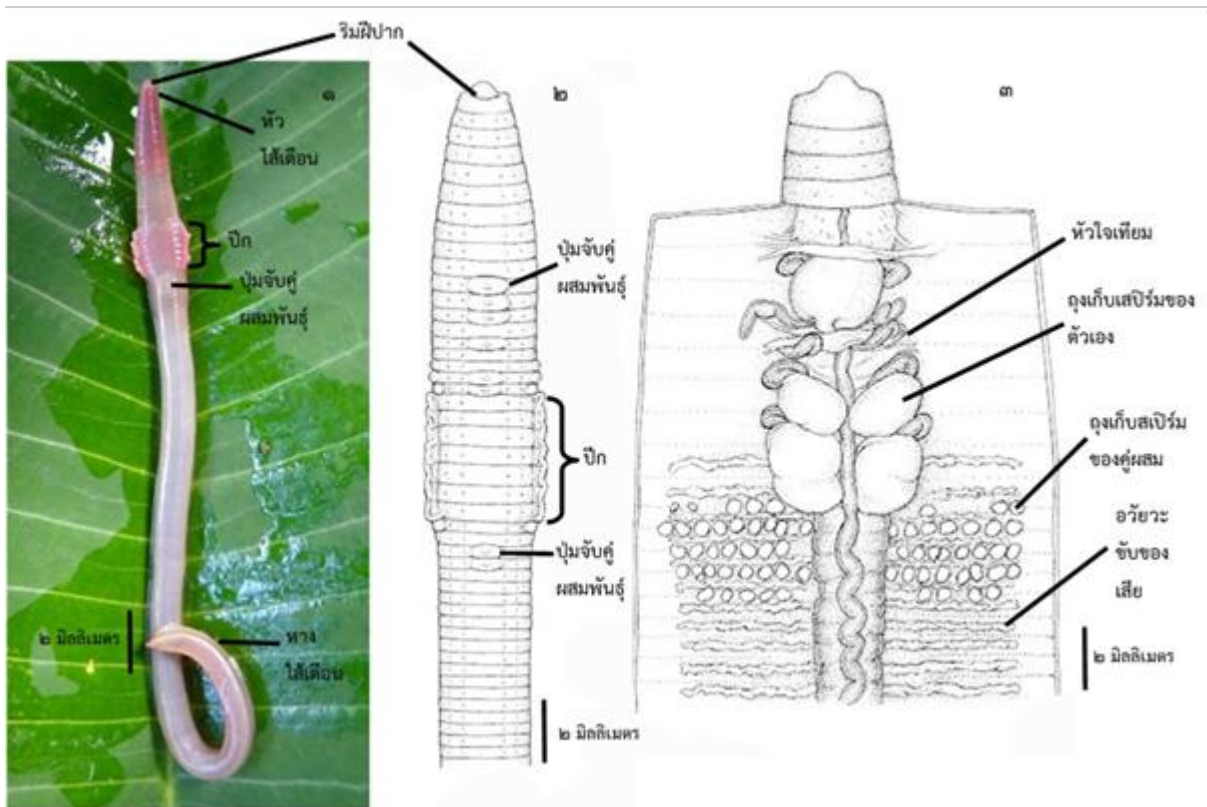 ริมฝีปาก
๑
หัว
ไส้เดือน
ปีก
ปุ่มจับคู่
ผสมพันธุ์
๒ มิลลิเมตร
หาง
ไส้เดือน
๒
ปุ่มจับคู่
ผสมพันธุ์
ปีก
ปุ่มจับคู่
ผสมพันธุ์
๒ มิลลิเมตร
๓
หัวใจเทียม
ถุงเก็บเสปิร์มของ
ตัวเอง
ถุงเก็บสเปิร์ม
ของคู่ผสม
อวัยวะ
ขับของ
เสีย
๒ มิลลิเมตร